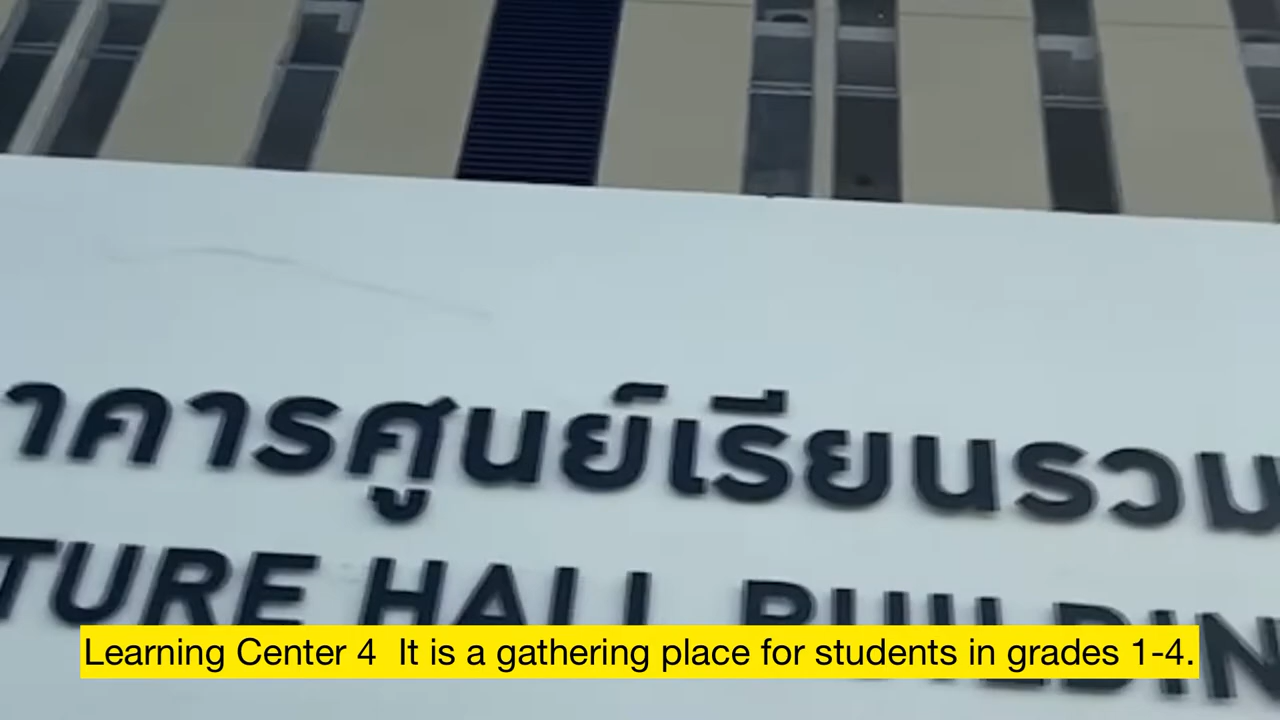 าคารศูนย์เรียนรวม
TURE HALL BUILDIN
Learning Center 4 It is a gathering place for students in grades 1-4.